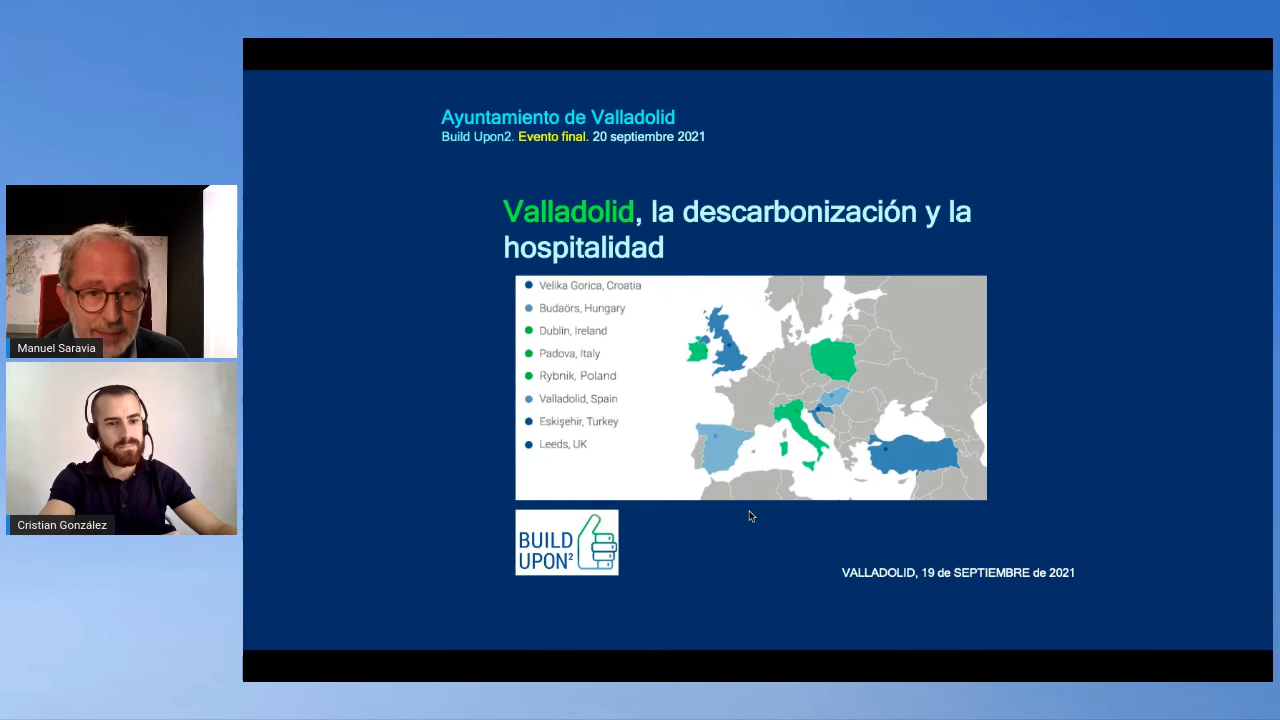 Manuel Saravia
Cristian González
Ayuntamiento de Valladolid
Build Upon2. Evento final. 20 septiembre 2021
Valladolid, la descarbonización y la
hospitalidad
Velika Gorica, Croatia
Budaörs, Hungary
Dublin, Ireland
Padova, Italy
Rybnik, Poland
Valladolid, Spain
Eskişehir, Turkey
Leeds, UK
BUILD
UPON²
VALLADOLID, 19 de SEPTIEMBRE de 2021